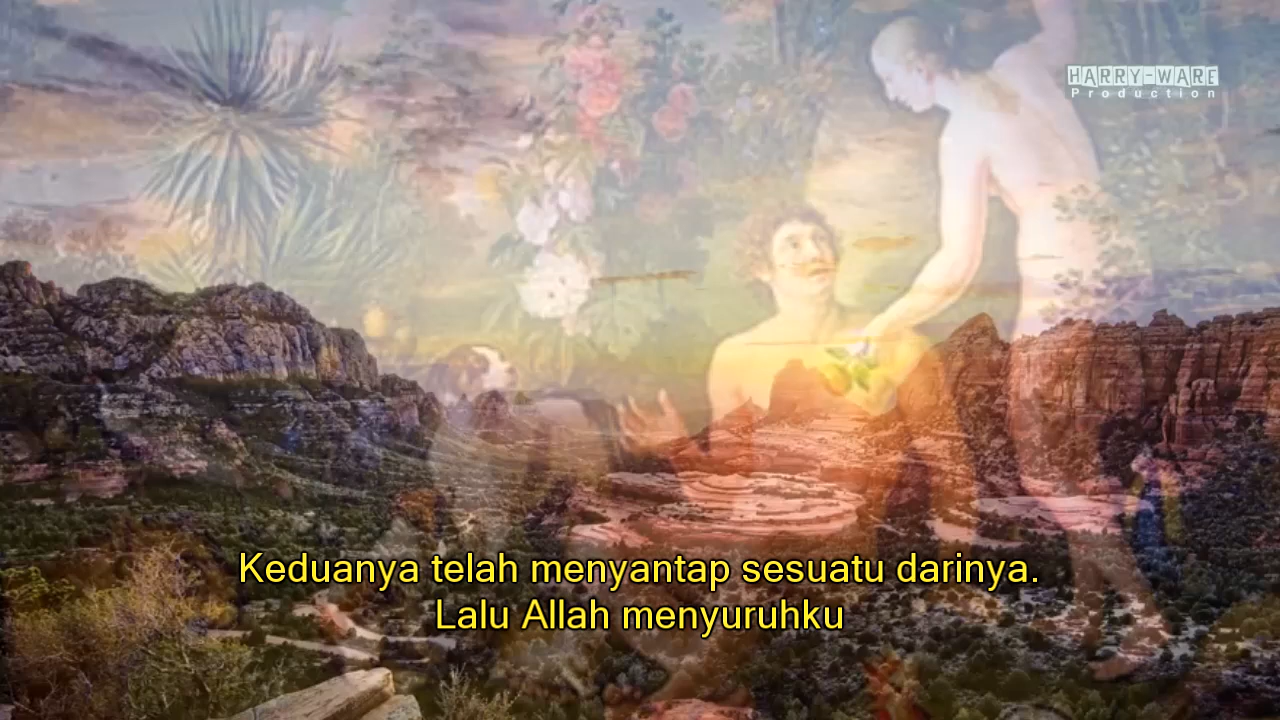 HARRY-WARE
Production
Keduanya telah menyantap sesuatu darinya.
Lalu Allah menyuruhku